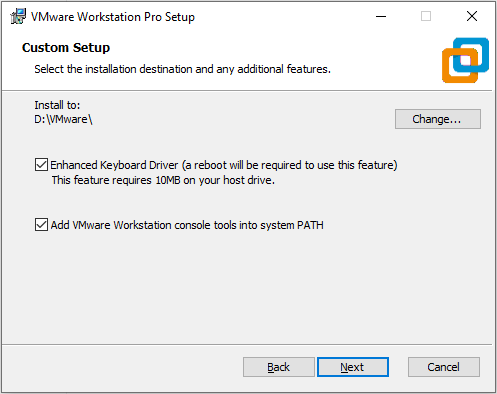 VMware Workstation Pro Setup
Custom Setup
Select the installation destination and any additional features.
Install to:
D:\VMware\
Change...
Enhanced Keyboard Driver (a reboot will be required to use this feature)
This feature requires 10MB on your host drive.
Add VMware Workstation console tools into system PATH
Back
Next
Cancel